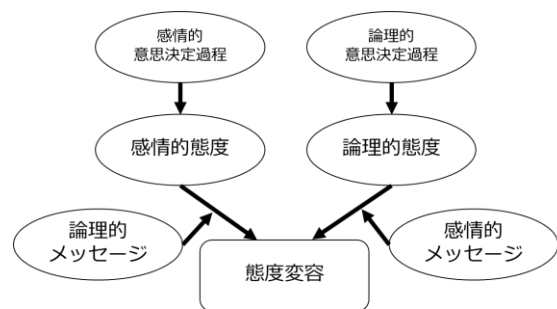 感情的
意思決定過程
論理的
意思決定過程
感情的態度
論理的態度
論理的
メッセージ
感情的
メッセージ
態度変容